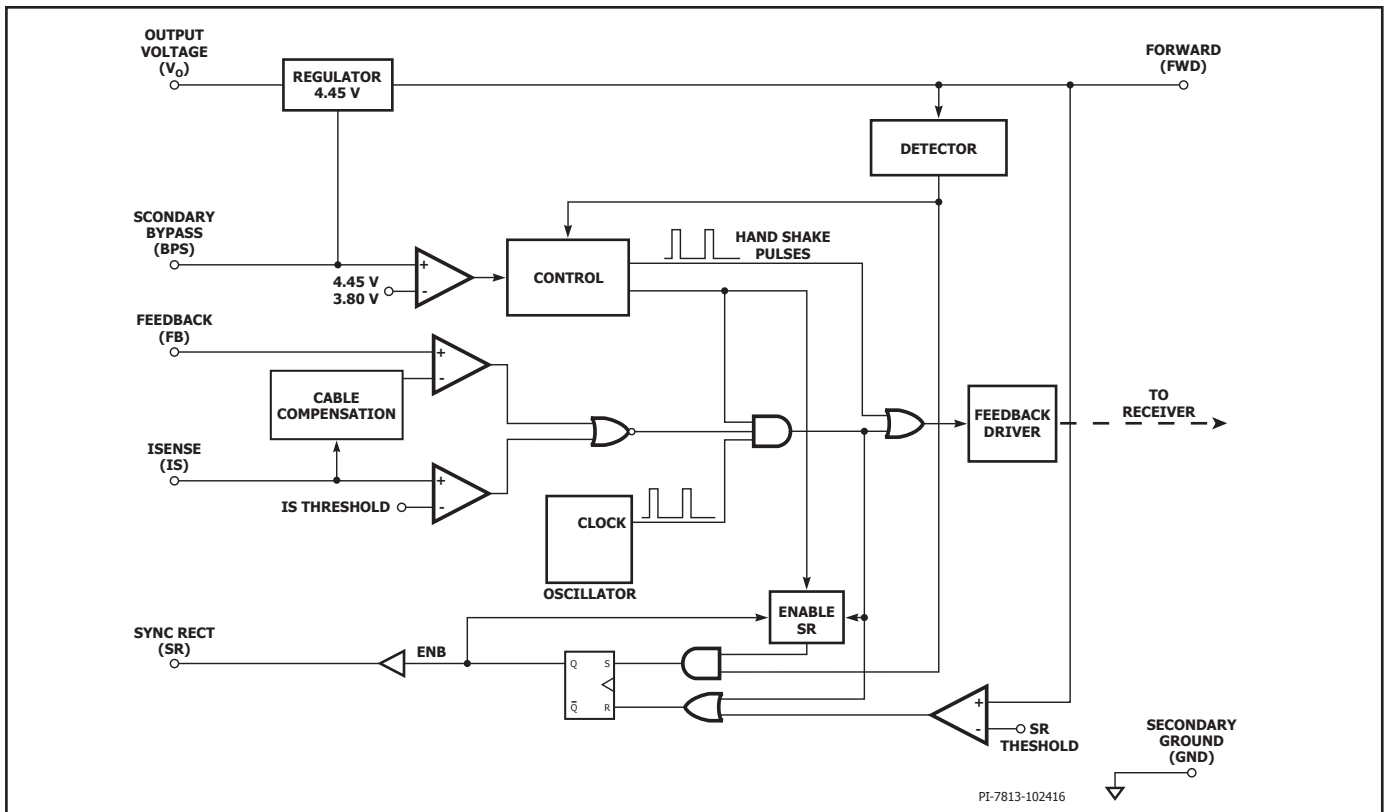 OUTPUT
VOLTAGE
(VO)
REGULATOR
4.45 V
FORWARD
(FWD)
DETECTOR
SCONDARY
BYPASS
(BPS)
+
-
4.45 V
3.80 V
CONTROL
HAND SHAKE
PULSES
FEEDBACK
(FB)
+
-
CABLE
COMPENSATION
FEEDBACK
DRIVER
TO
RECEIVER
ISENSE
(IS)
+
-
IS THRESHOLD
CLOCK
OSCILLATOR
ENABLE
SR
SYNC RECT
(SR)
ENB
Q
S
Q̅
R
+
-
SR
THESHOLD
SECONDARY
GROUND
(GND)
PI-7813-102416